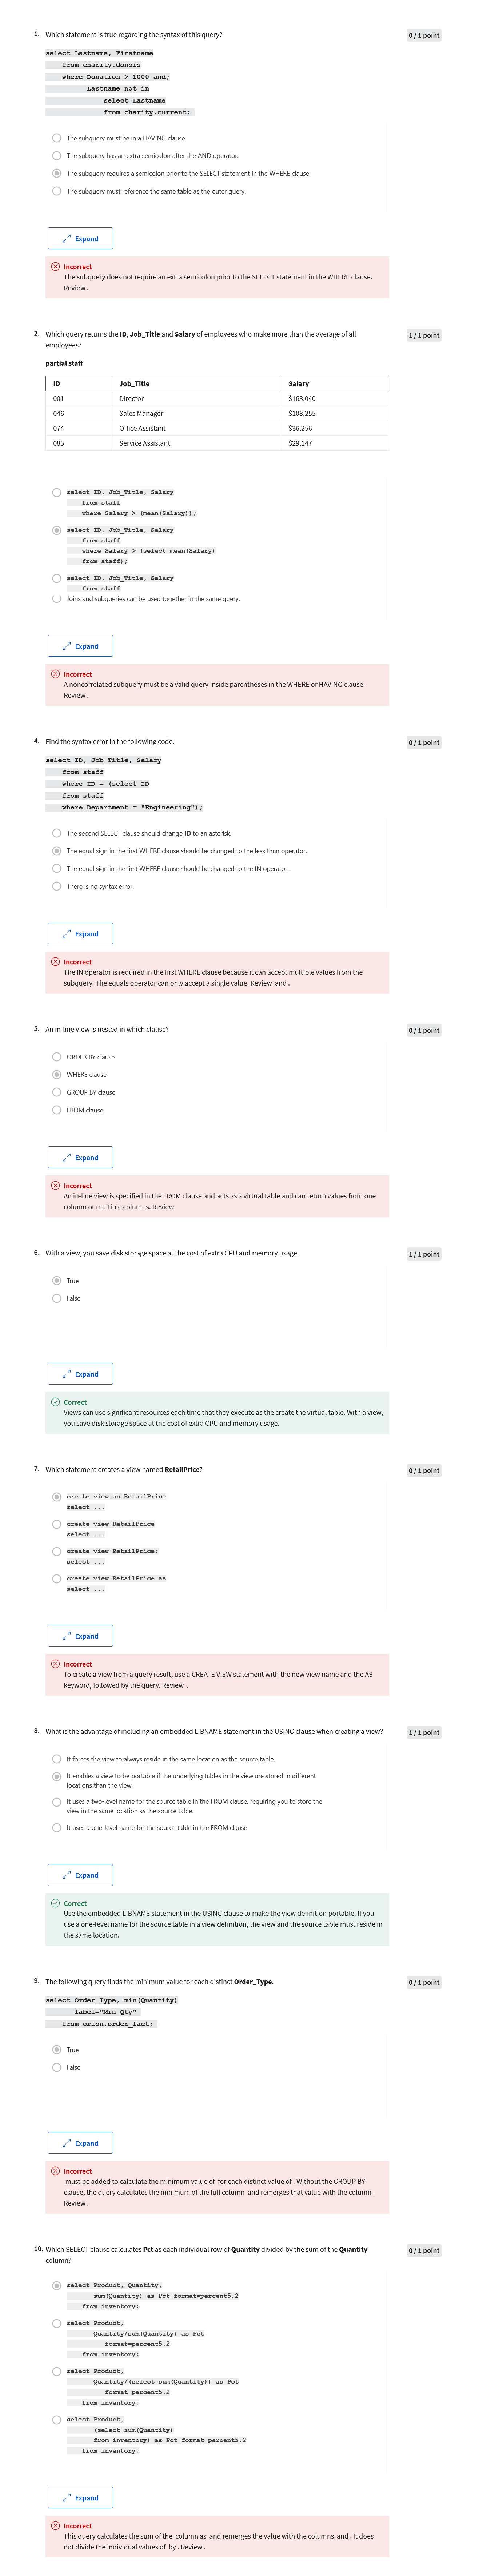 1. Which statement is true regarding the syntax of this query?
0 / 1 point
select Lastname, Firstname
from charity.donors
where Donation > 1000 and;
Lastname not in
select Lastname
from charity.current;
The subquery must be in a HAVING clause.
The subquery has an extra semicolon after the AND operator.
The subquery requires a semicolon prior to the SELECT statement in the WHERE clause.
The subquery must reference the same table as the outer query.
Expand
Incorrect
The subquery does not require an extra semicolon prior to the SELECT statement in the WHERE clause.
Review .
2. Which query returns the ID, Job_Title and Salary of employees who make more than the average of all
employees?
1 / 1 point
partial staff
ID Job_Title Salary
001 Director $163,040
046 Sales Manager $108,255
074 Office Assistant $36,256
085 Service Assistant $29,147
select ID, Job_Title, Salary
from staff
where Salary > (mean(Salary));
select ID, Job_Title, Salary
from staff
where Salary > (select mean(Salary)
from staff);
select ID, Job_Title, Salary
from staff
Joins and subqueries can be used together in the same query.
Expand
Incorrect
A noncorrelated subquery must be a valid query inside parentheses in the WHERE or HAVING clause.
Review .
4. Find the syntax error in the following code.
0 / 1 point
select ID, Job_Title, Salary
from staff
where ID = (select ID
from staff
where Department = "Engineering");
The second SELECT clause should change ID to an asterisk.
The equal sign in the first WHERE clause should be changed to the less than operator.
The equal sign in the first WHERE clause should be changed to the IN operator.
There is no syntax error.
Expand
Incorrect
The IN operator is required in the first WHERE clause because it can accept multiple values from the
subquery. The equals operator can only accept a single value. Review and .
5. An in-line view is nested in which clause?
0 / 1 point
ORDER BY clause
WHERE clause
GROUP BY clause
FROM clause
Expand
Incorrect
An in-line view is specified in the FROM clause and acts as a virtual table and can return values from one
column or multiple columns. Review
6. With a view, you save disk storage space at the cost of extra CPU and memory usage.
1 / 1 point
True
False
Expand
Correct
Views can use significant resources each time that they execute as the create the virtual table. With a view,
you save disk storage space at the cost of extra CPU and memory usage.
7. Which statement creates a view named RetailPrice?
0 / 1 point
create view as RetailPrice
select ...
create view RetailPrice
select ...
create view RetailPrice;
select ...
create view RetailPrice as
select ...
Expand
Incorrect
To create a view from a query result, use a CREATE VIEW statement with the new view name and the AS
keyword, followed by the query. Review .
8. What is the advantage of including an embedded LIBNAME statement in the USING clause when creating a view?
1 / 1 point
It forces the view to always reside in the same location as the source table.
It enables a view to be portable if the underlying tables in the view are stored in different
locations than the view.
It uses a two-level name for the source table in the FROM clause, requiring you to store the
view in the same location as the source table.
It uses a one-level name for the source table in the FROM clause
Expand
Correct
Use the embedded LIBNAME statement in the USING clause to make the view definition portable. If you
use a one-level name for the source table in a view definition, the view and the source table must reside in
the same location.
9. The following query finds the minimum value for each distinct Order_Type.
0 / 1 point
select Order_Type, min(Quantity)
label="Min Qty"
from orion.order_fact;
True
False
Expand
Incorrect
must be added to calculate the minimum value of for each distinct value of . Without the GROUP BY
clause, the query calculates the minimum of the full column and remerges that value with the column .
Review .
10. Which SELECT clause calculates Pct as each individual row of Quantity divided by the sum of the Quantity
column?
0 / 1 point
select Product, Quantity,
sum(Quantity) as Pct format=percent5.2
from inventory;
select Product,
Quantity/sum(Quantity) as Pct
format=percent5.2
from inventory;
select Product,
Quantity/(select sum(Quantity)) as Pct
format=percent5.2
from inventory;
select Product,
(select sum(Quantity)
from inventory) as Pct format=percent5.2
from inventory;
Expand
Incorrect
This query calculates the sum of the column as and remerges the value with the columns and . It does
not divide the individual values of by . Review .